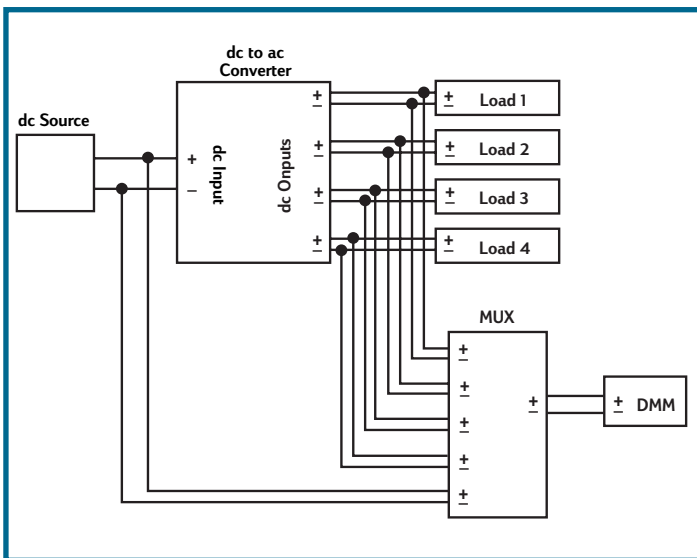 dc to ac
Converter
dc Source
dc Input
dc Onputs
+
−
±
±
±
±
± Load 1
± Load 2
± Load 3
± Load 4
MUX
±
±
±
±
±
±
± DMM